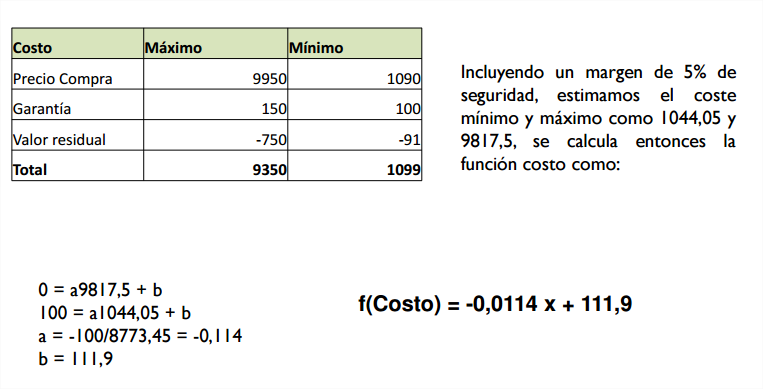 Costo Máximo Mínimo
Precio Compra 9950 1090
Garantía 150 100
Valor residual -750 -91
Total 9350 1099
Incluyendo un margen de 5% de
seguridad, estimamos el coste
mínimo y máximo como 1044,05 y
9817,5, se calcula entonces la
función costo como:
0 = a9817,5 + b
100 = a1044,05 + b
a = -100/8773,45 = -0,114
b = 111,9
f(Costo) = -0,0114 x + 111,9